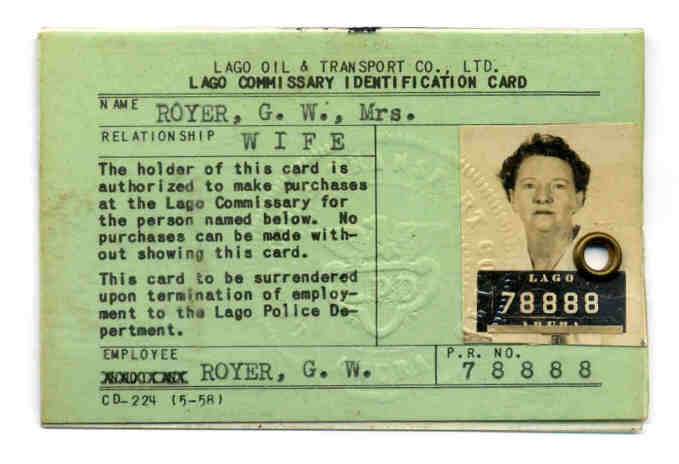 LAGO OIL & TRANSPORT CO., LTD.
LAGO COMMISSARY IDENTIFICATION CARD
NAME ROYER, G. W., Mrs.
RELATIONSHIP WIFE
The holder of this card is
authorized to make purchases
at the Lago Commissary for
the person named below. No
purchases can be made with-
out showing this card.
This card to be surrendered
upon termination of employ-
ment to the Lago Police De-
pertment.
LAGO
78888
ARUBA
EMPLOYEE
ROYER, G. W.
P.R. NO.
78888
CD-224 (5-58)